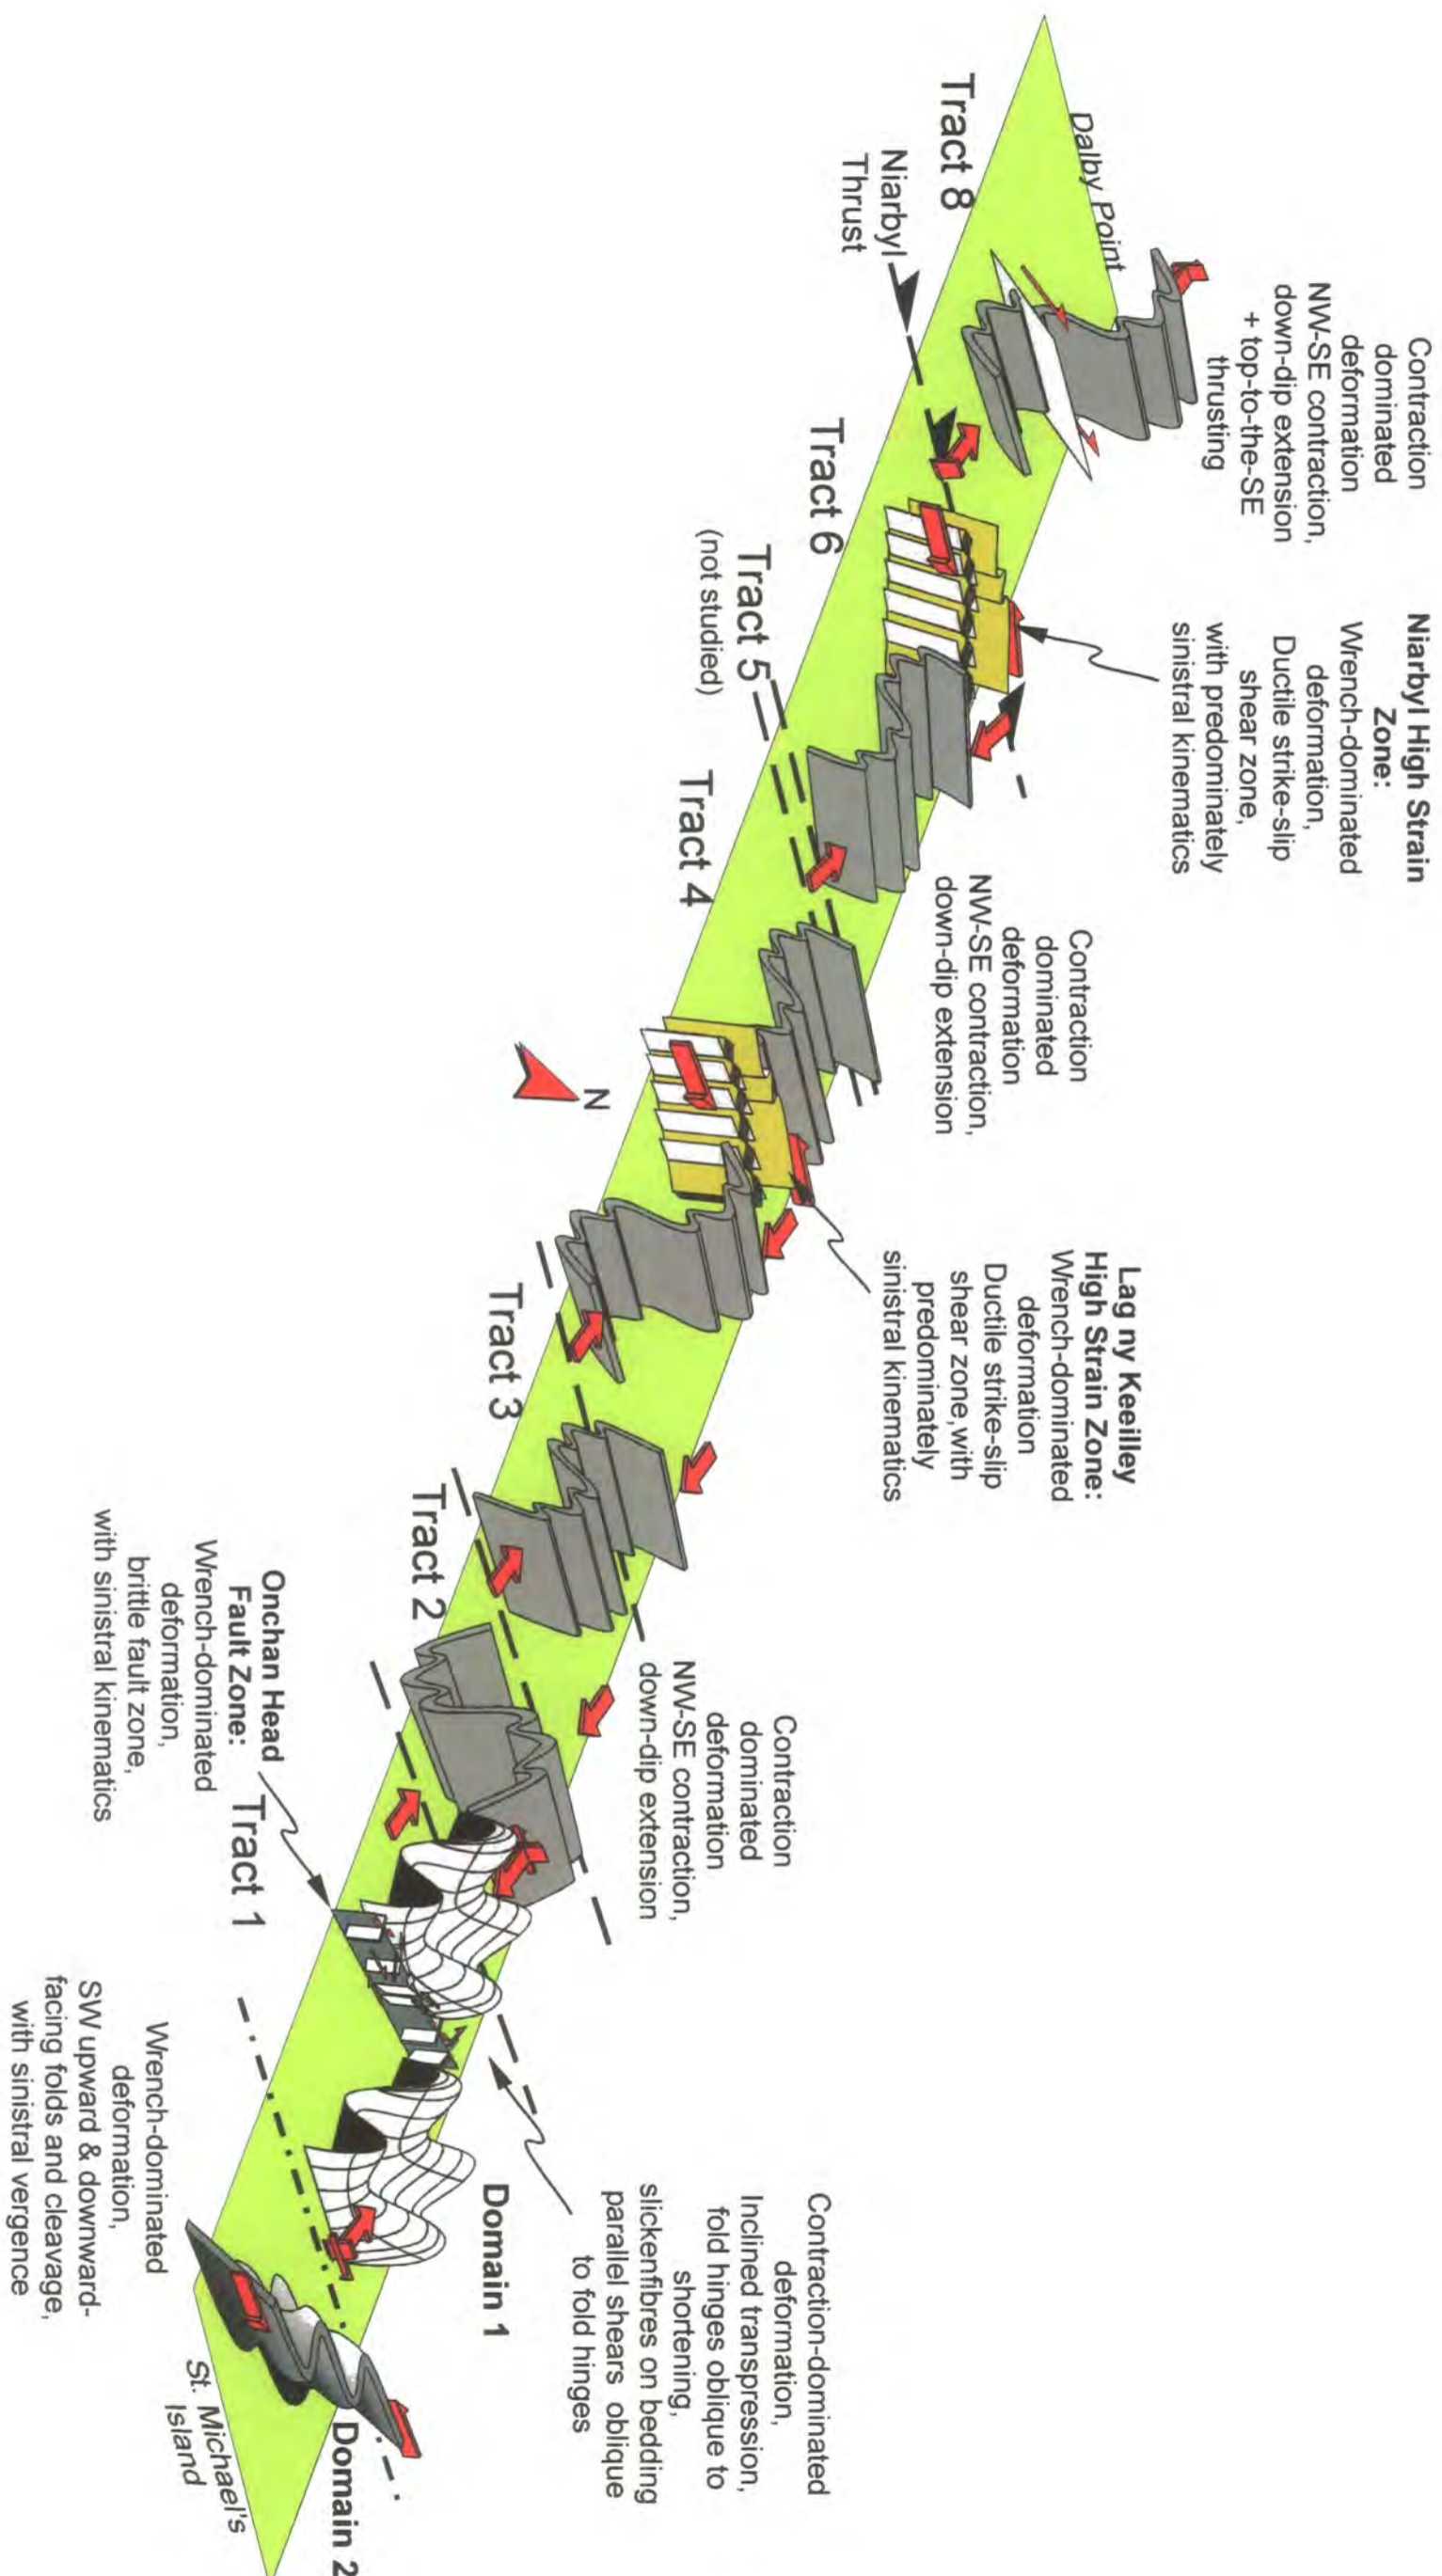 Contraction
dominated
deformation
NW-SE contraction,
down-dip extension
+ top-to-the-SE
thrusting
Dalby Point
Tract 8
Niarbyl
Thrust
Niarbyl High Strain
Zone:
Wrench-dominated
deformation,
Ductile strike-slip
shear zone,
with predominately
sinistral kinematics
Tract 6
Tract 5
(not studied)
Contraction
dominated
deformation
NW-SE contraction,
down-dip extension
Tract 4
N
Lag ny Keeilley
High Strain Zone:
Wrench-dominated
deformation
Ductile strike-slip
shear zone, with
predominately
sinistral kinematics
Tract 3
Contraction
dominated
deformation
NW-SE contraction,
down-dip extension
Tract 2
Onchan Head
Fault Zone:
Wrench-dominated
deformation,
brittle fault zone,
with sinistral kinematics
Tract 1
Contraction-dominated
deformation,
Inclined transpression,
fold hinges oblique to
shortening,
slickenfibres on bedding
parallel shears oblique
to fold hinges
Domain 1
Domain 2
St. Michael's
Island
Wrench-dominated
deformation,
SW upward & downward-
facing folds and cleavage,
with sinistral vergence